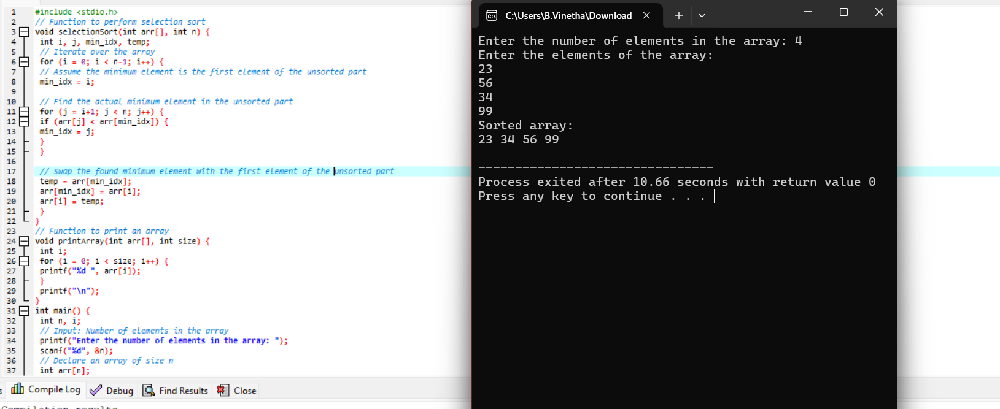 1 #include <stdio.h>
2 // Function to perform selection sort
3 void selectionSort(int arr[], int n) {
4 int i, j, min_idx, temp;
5 // Iterate over the array
6 for (i = 0; i < n-1; i++) {
7 // Assume the minimum element is the first element of the unsorted part
8 min_idx = i;
9
10 // Find the actual minimum element in the unsorted part
11 for (j = i+1; j < n; j++) {
12 if (arr[j] < arr[min_idx]) {
13 min_idx = j;
14 }
15 }
16
17 // Swap the found minimum element with the first element of the unsorted part
18 temp = arr[min_idx];
19 arr[min_idx] = arr[i];
20 arr[i] = temp;
21 }
22 }
23 // Function to print an array
24 void printArray(int arr[], int size) {
25 int i;
26 for (i = 0; i < size; i++) {
27 printf("%d ", arr[i]);
28 }
29 printf("\n");
30 }
31 int main() {
32 int n, i;
33 // Input: Number of elements in the array
34 printf("Enter the number of elements in the array: ");
35 scanf("%d", &n);
36 // Declare an array of size n
37 int arr[n];
Compile Log Debug Find Results Close
Compilation results
C:\Users\B.Vinetha\Download
Enter the number of elements in the array: 4
Enter the elements of the array:
23
56
34
99
Sorted array:
23 34 56 99
--------------------------------
Process exited after 10.66 seconds with return value 0
Press any key to continue . . .